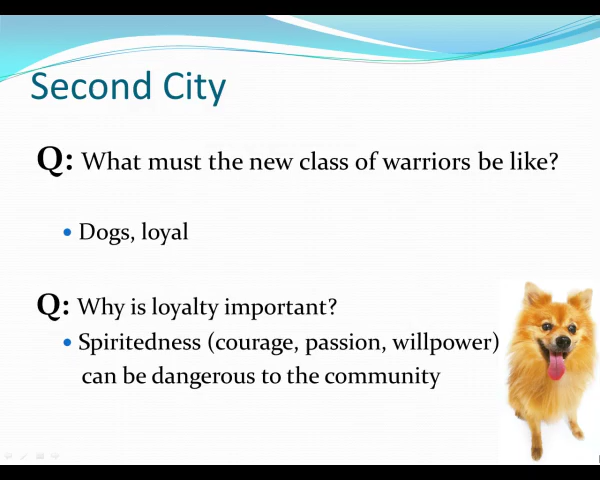 Second City
Q: What must the new class of warriors be like?
• Dogs, loyal
Q: Why is loyalty important?
• Spiritedness (courage, passion, willpower)
can be dangerous to the community